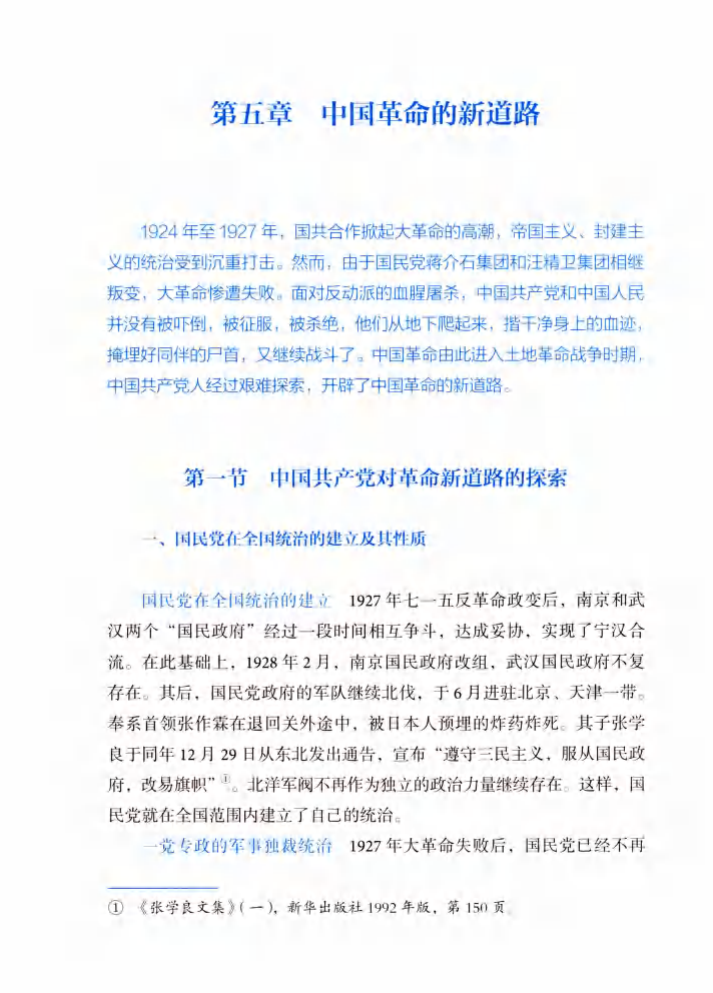 第五章　中国革命的新道路
1924 年至 1927 年，国共合作掀起大革命的高潮，帝国主义、封建主
义的统治受到沉重打击。然而，由于国民党蒋介石集团和汪精卫集团相继
叛变，大革命惨遭失败。面对反动派的血腥屠杀，中国共产党和中国人民
并没有被吓倒，被征服，被杀绝，他们从地下爬起来，揩干净身上的血迹，
掩埋好同伴的尸首，又继续战斗了。中国革命由此进入土地革命战争时期，
中国共产党人经过艰难探索，开辟了中国革命的新道路。
第一节　中国共产党对革命新道路的探索
一、国民党在全国统治的建立及其性质
国民党在全国统治的建立　1927 年七一五反革命政变后，南京和武
汉两个“国民政府”经过一段时间相互争斗，达成妥协，实现了宁汉合
流。在此基础上，1928 年 2 月，南京国民政府改组，武汉国民政府不复
存在。其后，国民党政府的军队继续北伐，于 6 月进驻北京、天津一带。
奉系首领张作霖在退回关外途中，被日本人预埋的炸药炸死。其子张学
良于同年 12 月 29 日从东北发出通告，宣布“遵守三民主义，服从国民政
府，改易旗帜”①。北洋军阀不再作为独立的政治力量继续存在。这样，国
民党就在全国范围内建立了自己的统治。
一党专政的军事独裁统治　1927 年大革命失败后，国民党已经不再
① 《张学良文集》(一)，新华出版社 1992 年版，第 150 页。